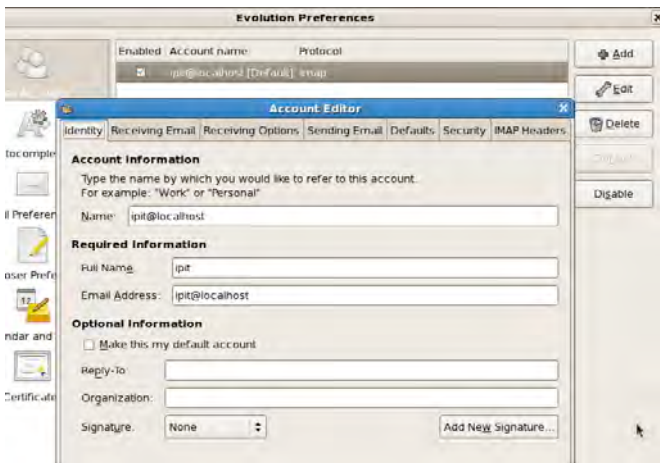 Evolution Preferences
Enabled Account name Protocol
ipit@localhost [Default] imap
Add
Edit
Delete
Default
Disable
Account Editor
Identity Receiving Email Receiving Options Sending Email Defaults Security IMAP Headers
Account Information
Type the name by which you would like to refer to this account.
For example: "Work" or "Personal"
Name: ipit@localhost
Required Information
Full Name: ipit
Email Address: ipit@localhost
Optional Information
Make this my default account
Reply-To:
Organization:
Signature: None
Add New Signature...
tocomple
l Preferen
oser Prefe
12
ndar and
Certificate